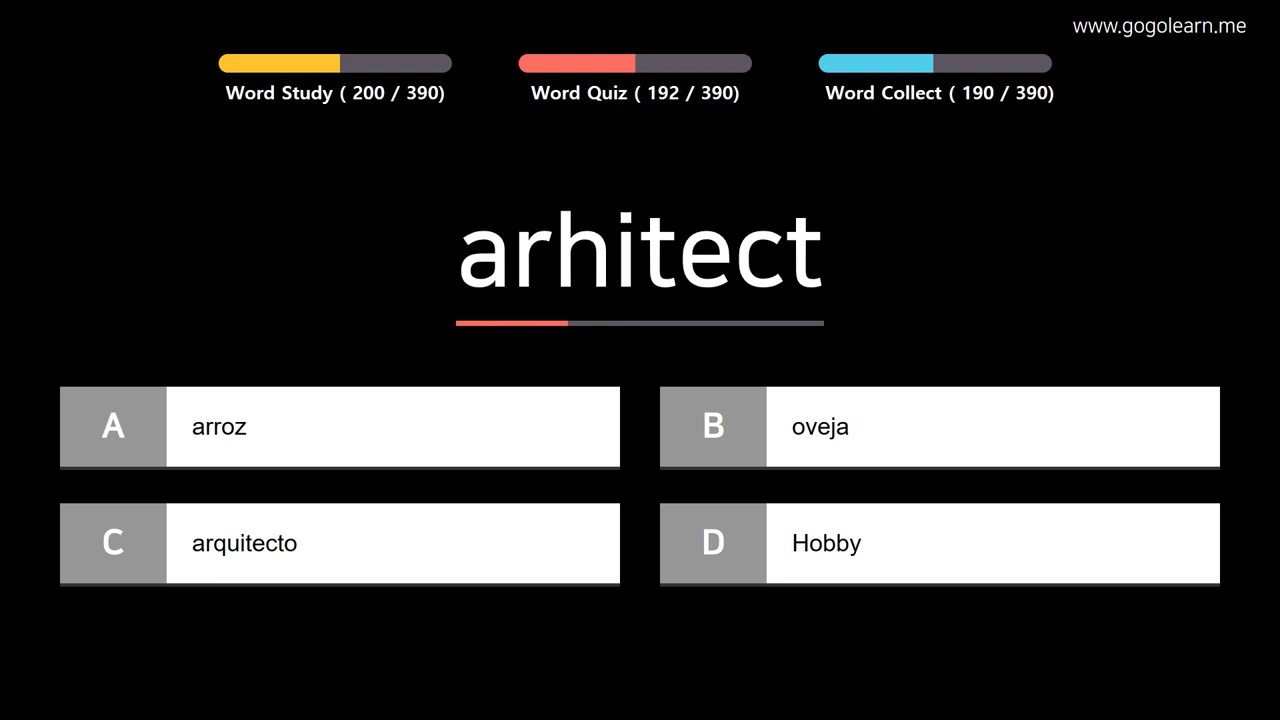 www.gogolearn.me
Word Study ( 200 / 390)
Word Quiz ( 192 / 390)
Word Collect ( 190 / 390)
arhitect
A arroz
B oveja
C arquitecto
D Hobby